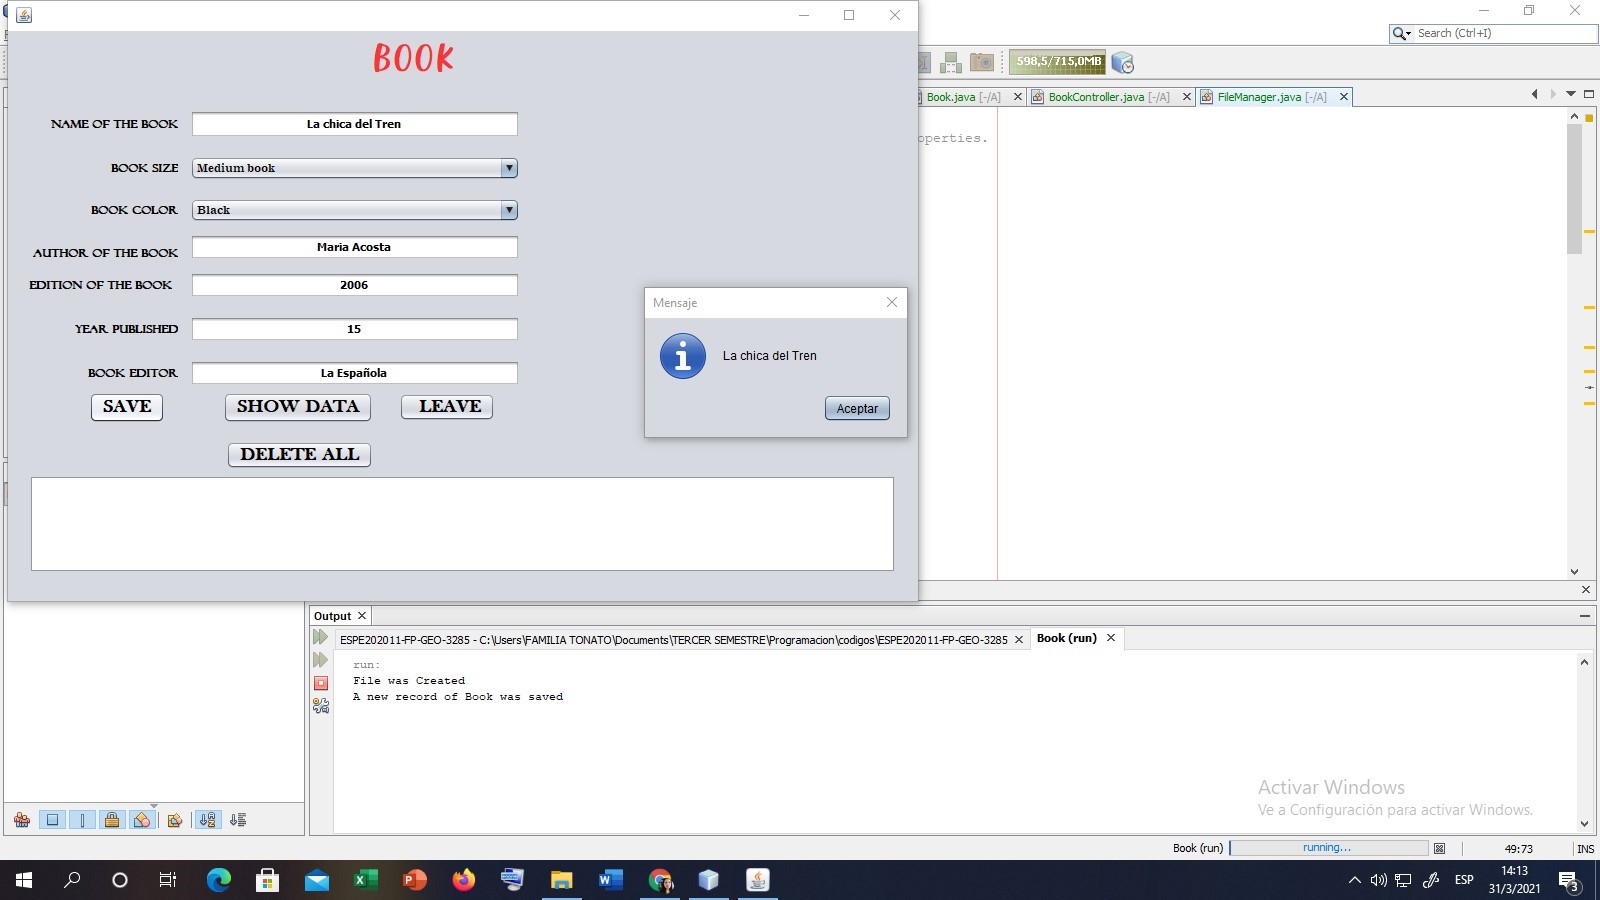 BOOK
NAME OF THE BOOK La chica del Tren
BOOK SIZE Medium book
BOOK COLOR Black
AUTHOR OF THE BOOK Maria Acosta
EDITION OF THE BOOK 2006
YEAR PUBLISHED 15
BOOK EDITOR La Española
SAVE SHOW DATA LEAVE
DELETE ALL
Mensaje
La chica del Tren
Aceptar
Search (Ctrl+I)
598,5/715,0MB
Book.java [-/A] BookController.java [-/A] FileManager.java [-/A]
operties.
Output
ESPE202011-FP-GEO-3285 - C:\Users\FAMILIA TONATO\Documents\TERCER SEMESTRE\Programacion\codigos\ESPE202011-FP-GEO-3285 Book (run)
run:
File was Created
A new record of Book was saved
Activar Windows
Ve a Configuración para activar Windows.
Book (run) running... 49:73 INS
ESP 14:13
31/3/2021 3